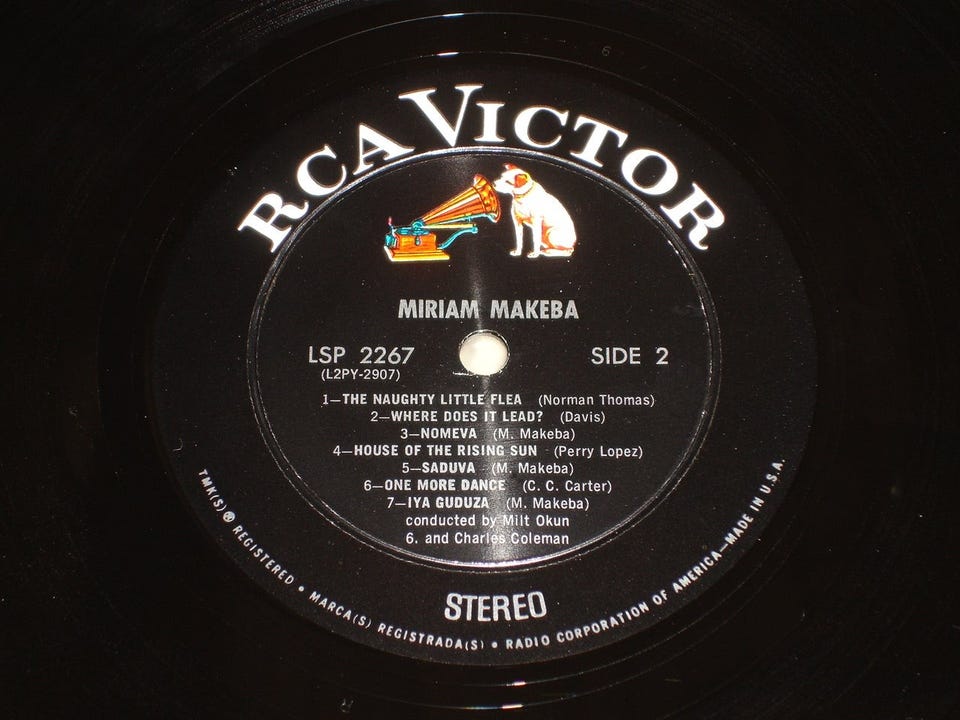 6
RCA VICTOR
MIRIAM MAKEBA
LSP 2267
(L2PY-2907)
SIDE 2
1—THE NAUGHTY LITTLE FLEA (Norman Thomas)
2—WHERE DOES IT LEAD? (Davis)
3—NOMEVA (M. Makeba)
4—HOUSE OF THE RISING SUN (Perry Lopez)
5—SADUVA (M. Makeba)
6—ONE MORE DANCE (C. C. Carter)
7—IYA GUDUZA (M. Makeba)
conducted by Milt Okun
6. and Charles Coleman
STEREO
TMK(S) ® REGISTERED • MARCA(S) REGISTRADA(S) • RADIO CORPORATION OF AMERICA—MADE IN U.S.A.